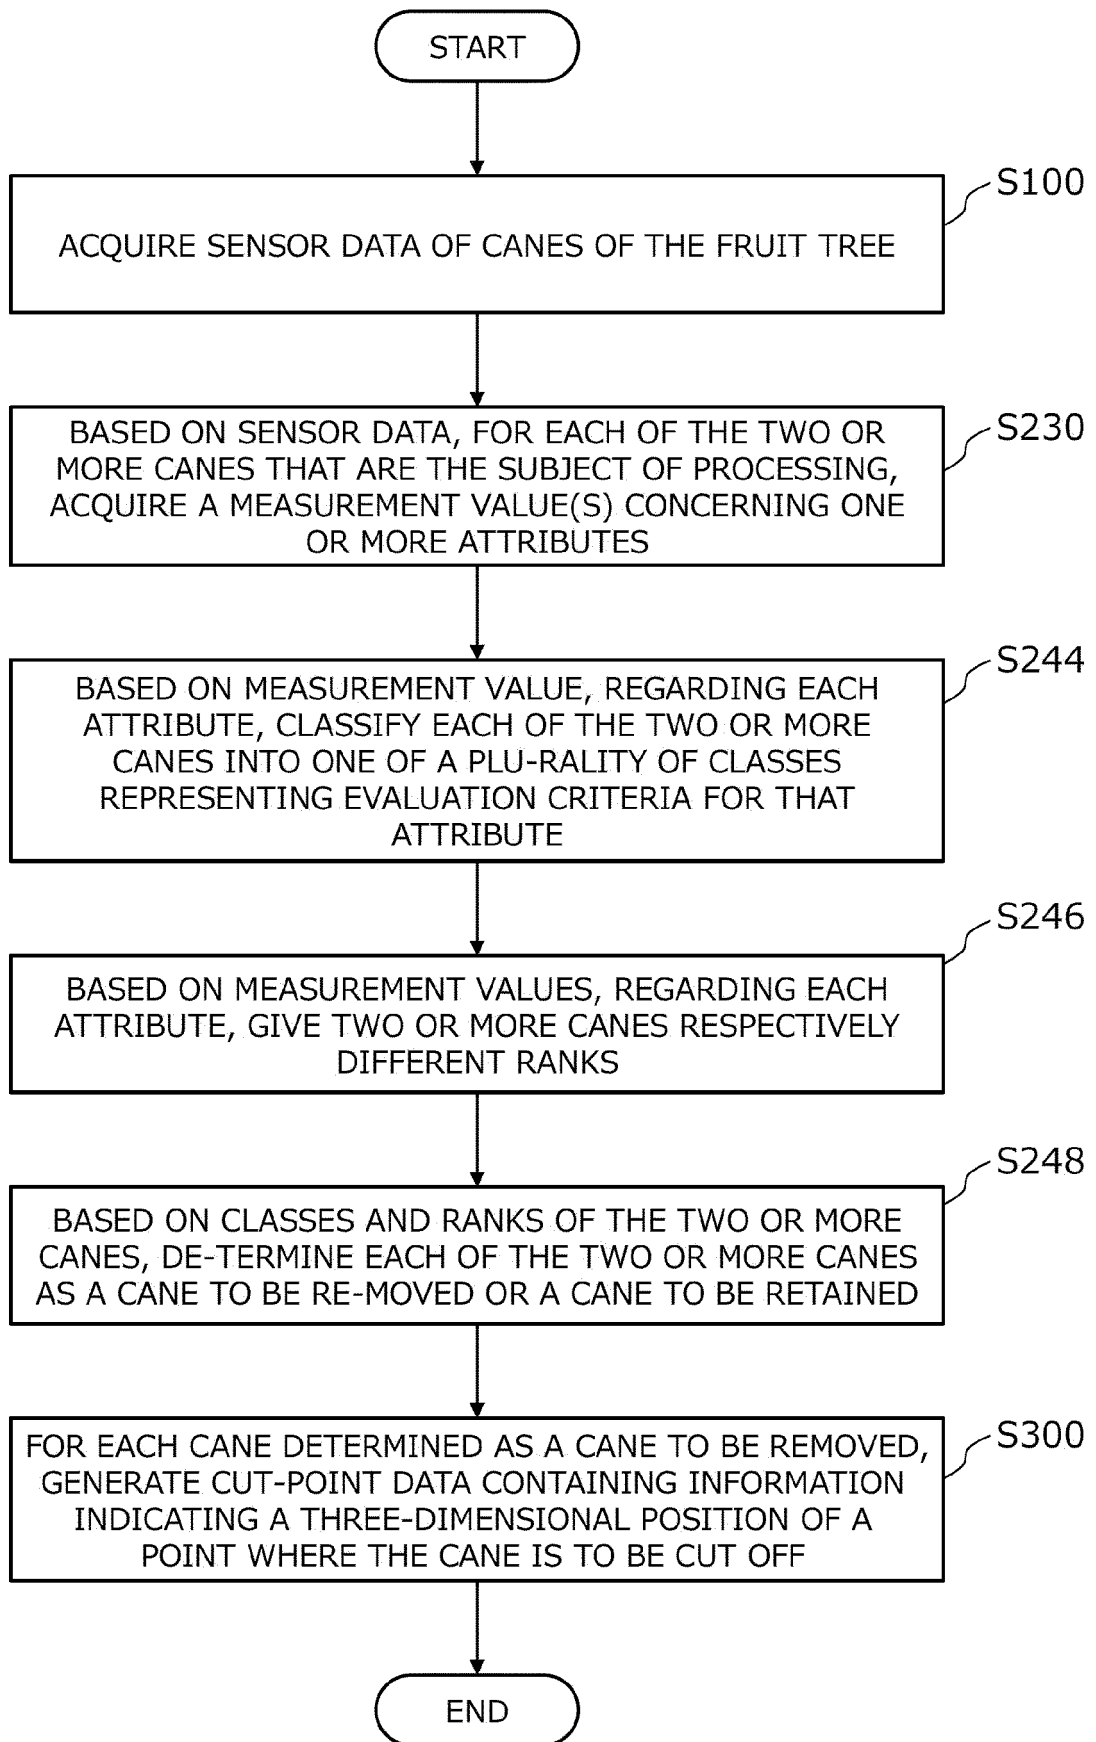 START
S100
ACQUIRE SENSOR DATA OF CANES OF THE FRUIT TREE
S230
BASED ON SENSOR DATA, FOR EACH OF THE TWO OR
MORE CANES THAT ARE THE SUBJECT OF PROCESSING,
ACQUIRE A MEASUREMENT VALUE(S) CONCERNING ONE
OR MORE ATTRIBUTES
S244
BASED ON MEASUREMENT VALUE, REGARDING EACH
ATTRIBUTE, CLASSIFY EACH OF THE TWO OR MORE
CANES INTO ONE OF A PLU-RALITY OF CLASSES
REPRESENTING EVALUATION CRITERIA FOR THAT
ATTRIBUTE
S246
BASED ON MEASUREMENT VALUES, REGARDING EACH
ATTRIBUTE, GIVE TWO OR MORE CANES RESPECTIVELY
DIFFERENT RANKS
S248
BASED ON CLASSES AND RANKS OF THE TWO OR MORE
CANES, DE-TERMINE EACH OF THE TWO OR MORE CANES
AS A CANE TO BE RE-MOVED OR A CANE TO BE RETAINED
S300
FOR EACH CANE DETERMINED AS A CANE TO BE REMOVED,
GENERATE CUT-POINT DATA CONTAINING INFORMATION
INDICATING A THREE-DIMENSIONAL POSITION OF A
POINT WHERE THE CANE IS TO BE CUT OFF
END